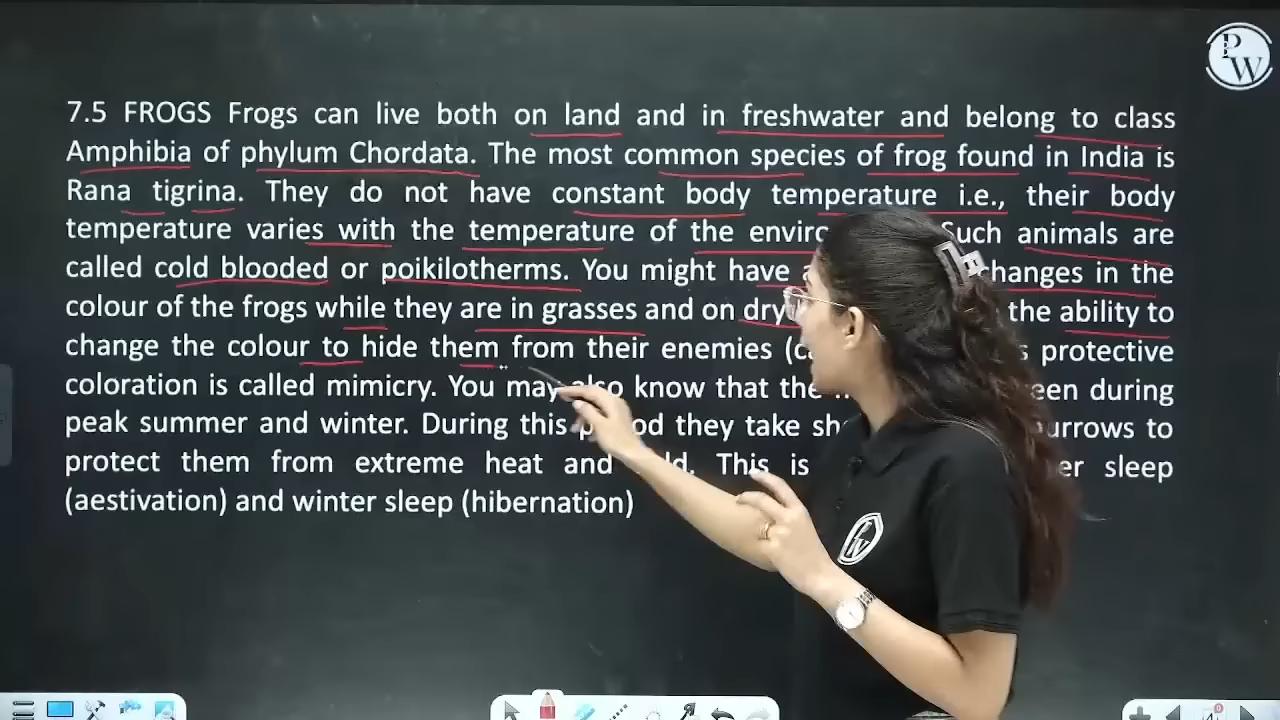 PW
7.5 FROGS Frogs can live both on land and in freshwater and belong to class
Amphibia of phylum Chordata. The most common species of frog found in India is
Rana tigrina. They do not have constant body temperature i.e., their body
temperature varies with the temperature of the Such animals are
called cold blooded or poikilotherms. You might have changes in the
colour of the frogs while they are in grasses and on dry the ability to
change the colour to hide them from their enemies protective
coloration is called mimicry. You may also know that during
peak summer and winter. During this period they take to
protect them from extreme heat and cold. This is sleep
(aestivation) and winter sleep (hibernation)
PW